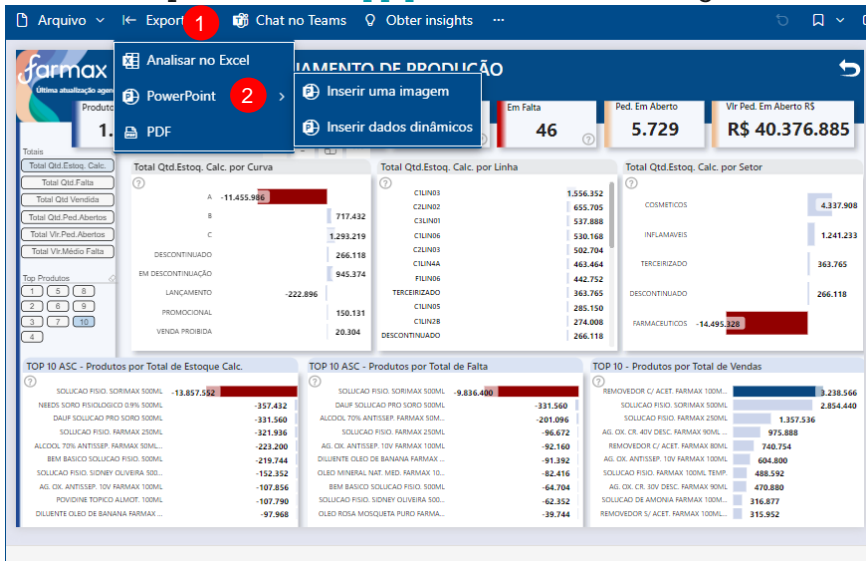 Arquivo Export 1 Chat no Teams Obter insights ...
Analisar no Excel
PowerPoint 2 >
PDF
Inserir uma imagem
Inserir dados dinâmicos
farmax
Última atualização
DE PRODUÇÃO
Produto
1.
Em Falta
46
Ped. Em Aberto
5.729
Vlr Ped. Em Aberto R$
R$ 40.376.885
Totais
Total Qtd.Estoq. Calc.
Total Qtd.Falta
Total Qtd Vendida
Total Qtd.Ped.Abertos
Total Vlr.Ped.Abertos
Total Vlr.Médio Falta
Top Produtos
1 5 8
2 6 9
3 7 10
4
Total Qtd.Estoq. Calc. por Curva
A -11.455.986
B 717.432
C 1.293.219
DESCONTINUADO 266.118
EM DESCONTINUAÇÃO 945.374
LANÇAMENTO -222.896
PROMOCIONAL 150.131
VENDA PROIBIDA 20.304
Total Qtd.Estoq. Calc. por Linha
C1LIN03 1.556.352
C2LIN02 655.705
C3LIN01 537.888
C1LIN06 530.168
C2LIN03 502.704
C1LIN4A 463.464
F1LIN06 442.752
TERCEIRIZADO 363.765
C1LIN05 285.150
C1LIN2B 274.008
DESCONTINUADO 266.118
Total Qtd.Estoq. Calc. por Setor
COSMETICOS 4.337.908
INFLAMAVEIS 1.241.233
TERCEIRIZADO 363.765
DESCONTINUADO 266.118
FARMACEUTICOS -14.495.328
TOP 10 ASC - Produtos por Total de Estoque Calc.
SOLUCAO FISIO. SORIMAX 500ML -13.857.552
NEEDS SORO FISIOLOGICO 0.9% 500ML -357.432
DAUF SOLUCAO PRO SORO 500ML -331.560
SOLUCAO FISIO. FARMAX 250ML -321.936
ALCOOL 70% ANTISSEP. FARMAX 50ML... -223.200
BEM BASICO SOLUCAO FISIO. 500ML -219.744
SOLUCAO FISIO. SIDNEY OLIVEIRA 500... -152.352
AG. OX. ANTISSEP. 10V FARMAX 100ML -107.856
POVIDINE TOPICO ALMOT. 100ML -107.790
DILUENTE OLEO DE BANANA FARMAX ... -97.968
TOP 10 ASC - Produtos por Total de Falta
SOLUCAO FISIO. SORIMAX 500ML -9.836.400
DAUF SOLUCAO PRO SORO 500ML -331.560
ALCOOL 70% ANTISSEP. FARMAX 50M... -201.096
SOLUCAO FISIO. FARMAX 250ML -96.672
AG. OX. ANTISSEP. 10V FARMAX 100ML -92.160
DILUENTE OLEO DE BANANA FARMAX ... -91.392
OLEO MINERAL NAT. MED. FARMAX 10... -82.416
BEM BASICO SOLUCAO FISIO. 500ML -64.704
SOLUCAO FISIO. SIDNEY OLIVEIRA 500... -62.352
OLEO ROSA MOSQUETA PURO FARMA... -39.744
TOP 10 - Produtos por Total de Vendas
REMOVEDOR C/ ACET. FARMAX 100M... 3.238.566
SOLUCAO FISIO. SORIMAX 500ML 2.854.440
SOLUCAO FISIO. FARMAX 250ML 1.357.536
AG. OX. CR. 40V DESC. FARMAX 90ML ... 975.888
REMOVEDOR C/ ACET. FARMAX 80ML 740.754
AG. OX. ANTISSEP. 10V FARMAX 100ML 604.800
SOLUCAO FISIO. FARMAX 100ML TEMP. 488.592
AG. OX. CR. 30V DESC. FARMAX 90ML 470.880
SOLUCAO DE AMONIA FARMAX 100M... 316.877
REMOVEDOR S/ ACET. FARMAX 100ML... 315.952